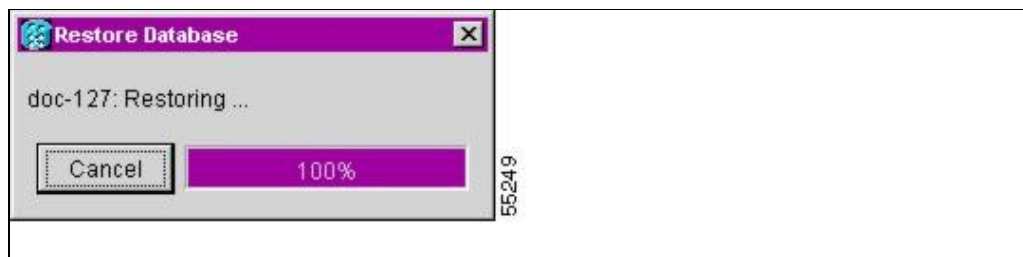 Restore Database
doc-127: Restoring ...
Cancel
100%
55249